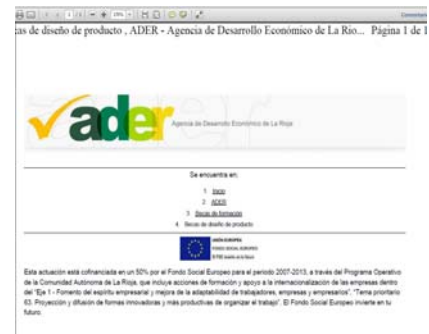 as de diseño de producto , ADER - Agencia de Desarrollo Económico de La Rio... Página 1 de 1
ader
Agencia de Desarrollo Económico de La Rioja
Se encuentra en:
1. Inicio
2. ADER
3. Becas de formación
4. Becas de diseño de producto
UNIÓN EUROPEA
FONDO SOCIAL EUROPEO
Esta actuación está cofinanciada en un 50% por el Fondo Social Europeo para el periodo 2007-2013, a través del Programa Operativo
de la Comunidad Autónoma de La Rioja, que incluye acciones de formación y apoyo a la internacionalización de las empresas dentro
del "Eje 1 - Fomento del espíritu empresarial y mejora de la adaptabilidad de trabajadores, empresas y empresarios". "Tema prioritario
63. Proyección y difusión de formas innovadoras y más productivas de organizar el trabajo". El Fondo Social Europeo invierte en tu
futuro.